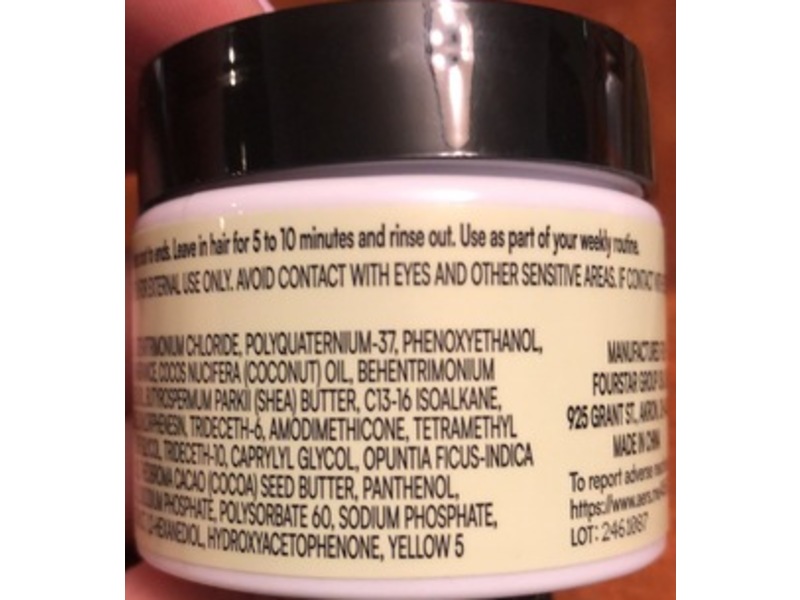 to ends. Leave in hair for 5 to 10 minutes and rinse out. Use as part of your weekly routine.
EXTERNAL USE ONLY. AVOID CONTACT WITH EYES AND OTHER SENSITIVE AREAS. IF CONTACT
CHLORIDE, POLYQUATERNIUM-37, PHENOXYETHANOL,
COCOS NUCIFERA (COCONUT) OIL, BEHENTRIMONIUM
BUTYROSPERMUM PARKII (SHEA) BUTTER, C13-16 ISOALKANE,
TRIDECETH-6, AMODIMETHICONE, TETRAMETHYL
TRIDECETH-10, CAPRYLYL GLYCOL, OPUNTIA FICUS-INDICA
CACAO (COCOA) SEED BUTTER, PANTHENOL,
PHOSPHATE, POLYSORBATE 60, SODIUM PHOSPHATE,
HYDROXYACETOPHENONE, YELLOW 5
MANUFACTURED
FOURSTAR GROUP
925 GRANT ST., AKRON,
MADE IN CHINA
To report adverse
https://www.aers.
LOT: 2461087